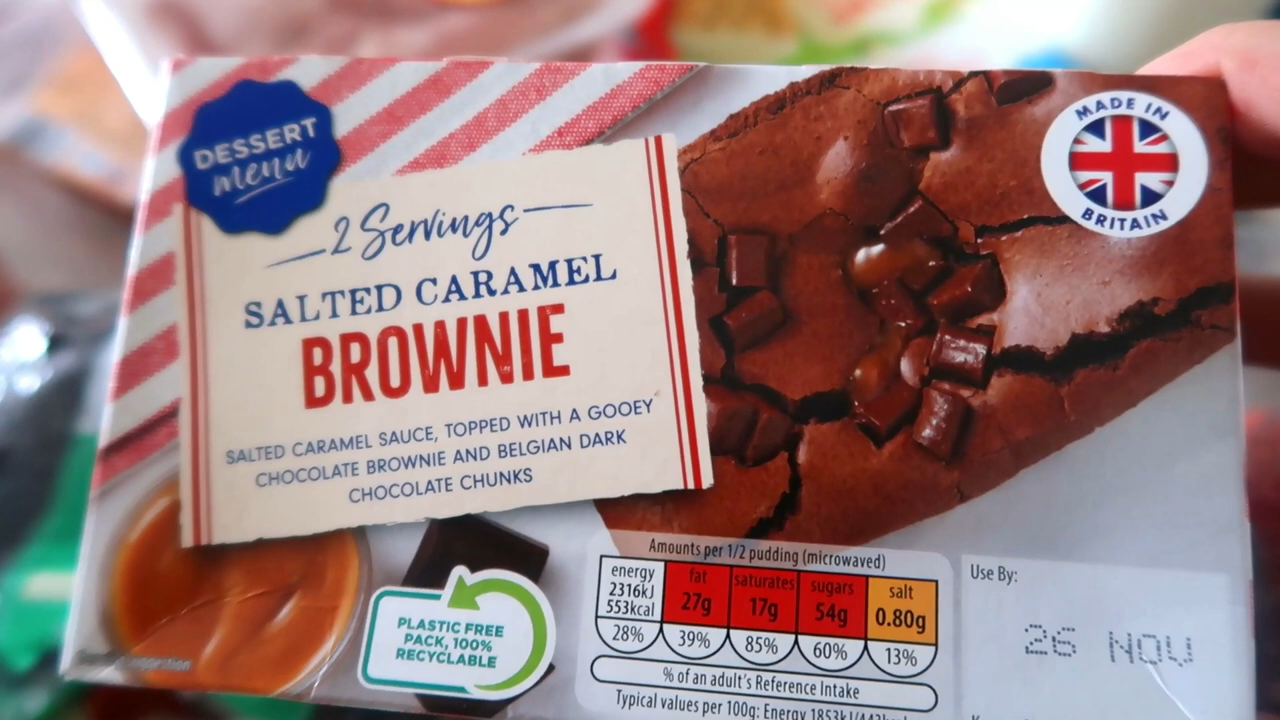 DESSERT
menu
2 Servings
SALTED CARAMEL
BROWNIE
SALTED CARAMEL SAUCE, TOPPED WITH A GOOEY
CHOCOLATE BROWNIE AND BELGIAN DARK
CHOCOLATE CHUNKS
MADE IN
BRITAIN
PLASTIC FREE
PACK, 100%
RECYCLABLE
suggestion
Amounts per 1/2 pudding (microwaved)
energy fat saturates sugars salt
2316kJ 27g 17g 54g 0.80g
553kcal
28% 39% 85% 60% 13%
% of an adult's Reference Intake
Typical values per 100g: Energy 1853kJ/
Use By:
26 NOV